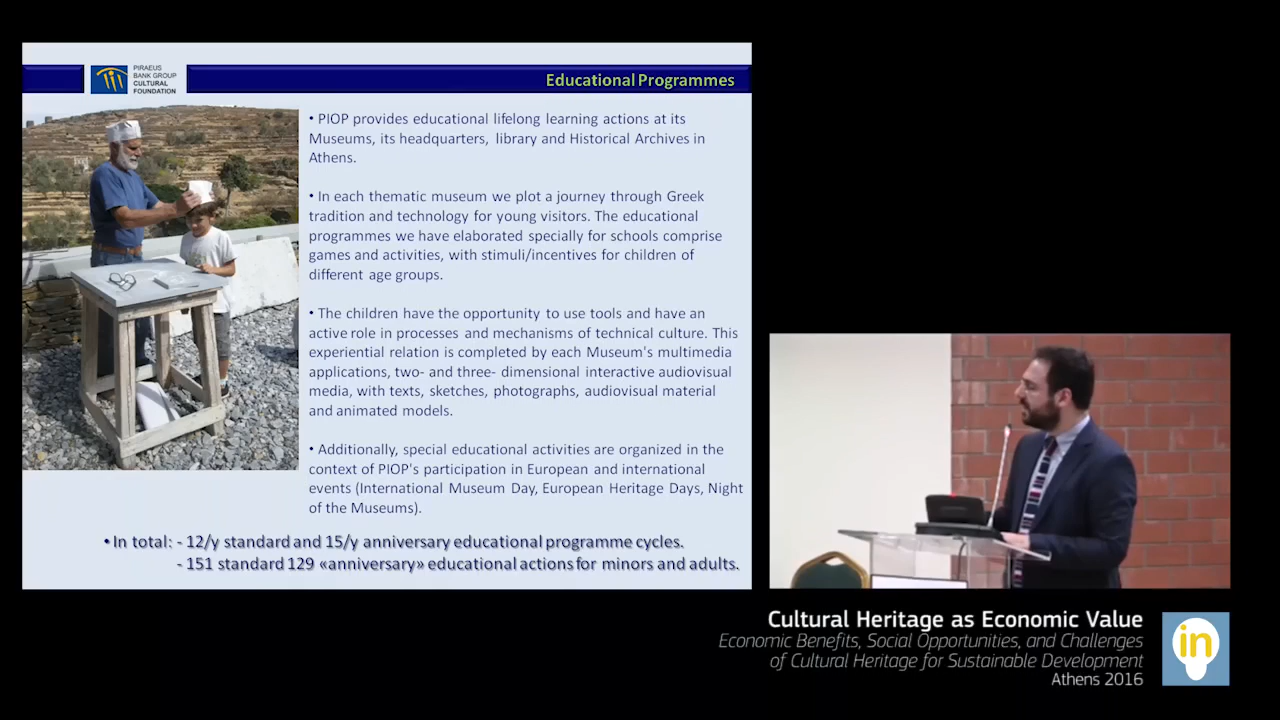 PIRAEUS
BANK GROUP
CULTURAL
FOUNDATION
Educational Programmes
• PIOP provides educational lifelong learning actions at its
Museums, its headquarters, library and Historical Archives in
Athens.
• In each thematic museum we plot a journey through Greek
tradition and technology for young visitors. The educational
programmes we have elaborated specially for schools comprise
games and activities, with stimuli/incentives for children of
different age groups.
• The children have the opportunity to use tools and have an
active role in processes and mechanisms of technical culture. This
experiential relation is completed by each Museum's multimedia
applications, two- and three- dimensional interactive audiovisual
media, with texts, sketches, photographs, audiovisual material
and animated models.
• Additionally, special educational activities are organized in the
context of PIOP's participation in European and international
events (International Museum Day, European Heritage Days, Night
of the Museums).
• In total: - 12/y standard and 15/y anniversary educational programme cycles.
- 151 standard 129 «anniversary» educational actions for minors and adults.
Cultural Heritage as Economic Value
Economic Benefits, Social Opportunities, and Challenges
of Cultural Heritage for Sustainable Development
Athens 2016
in